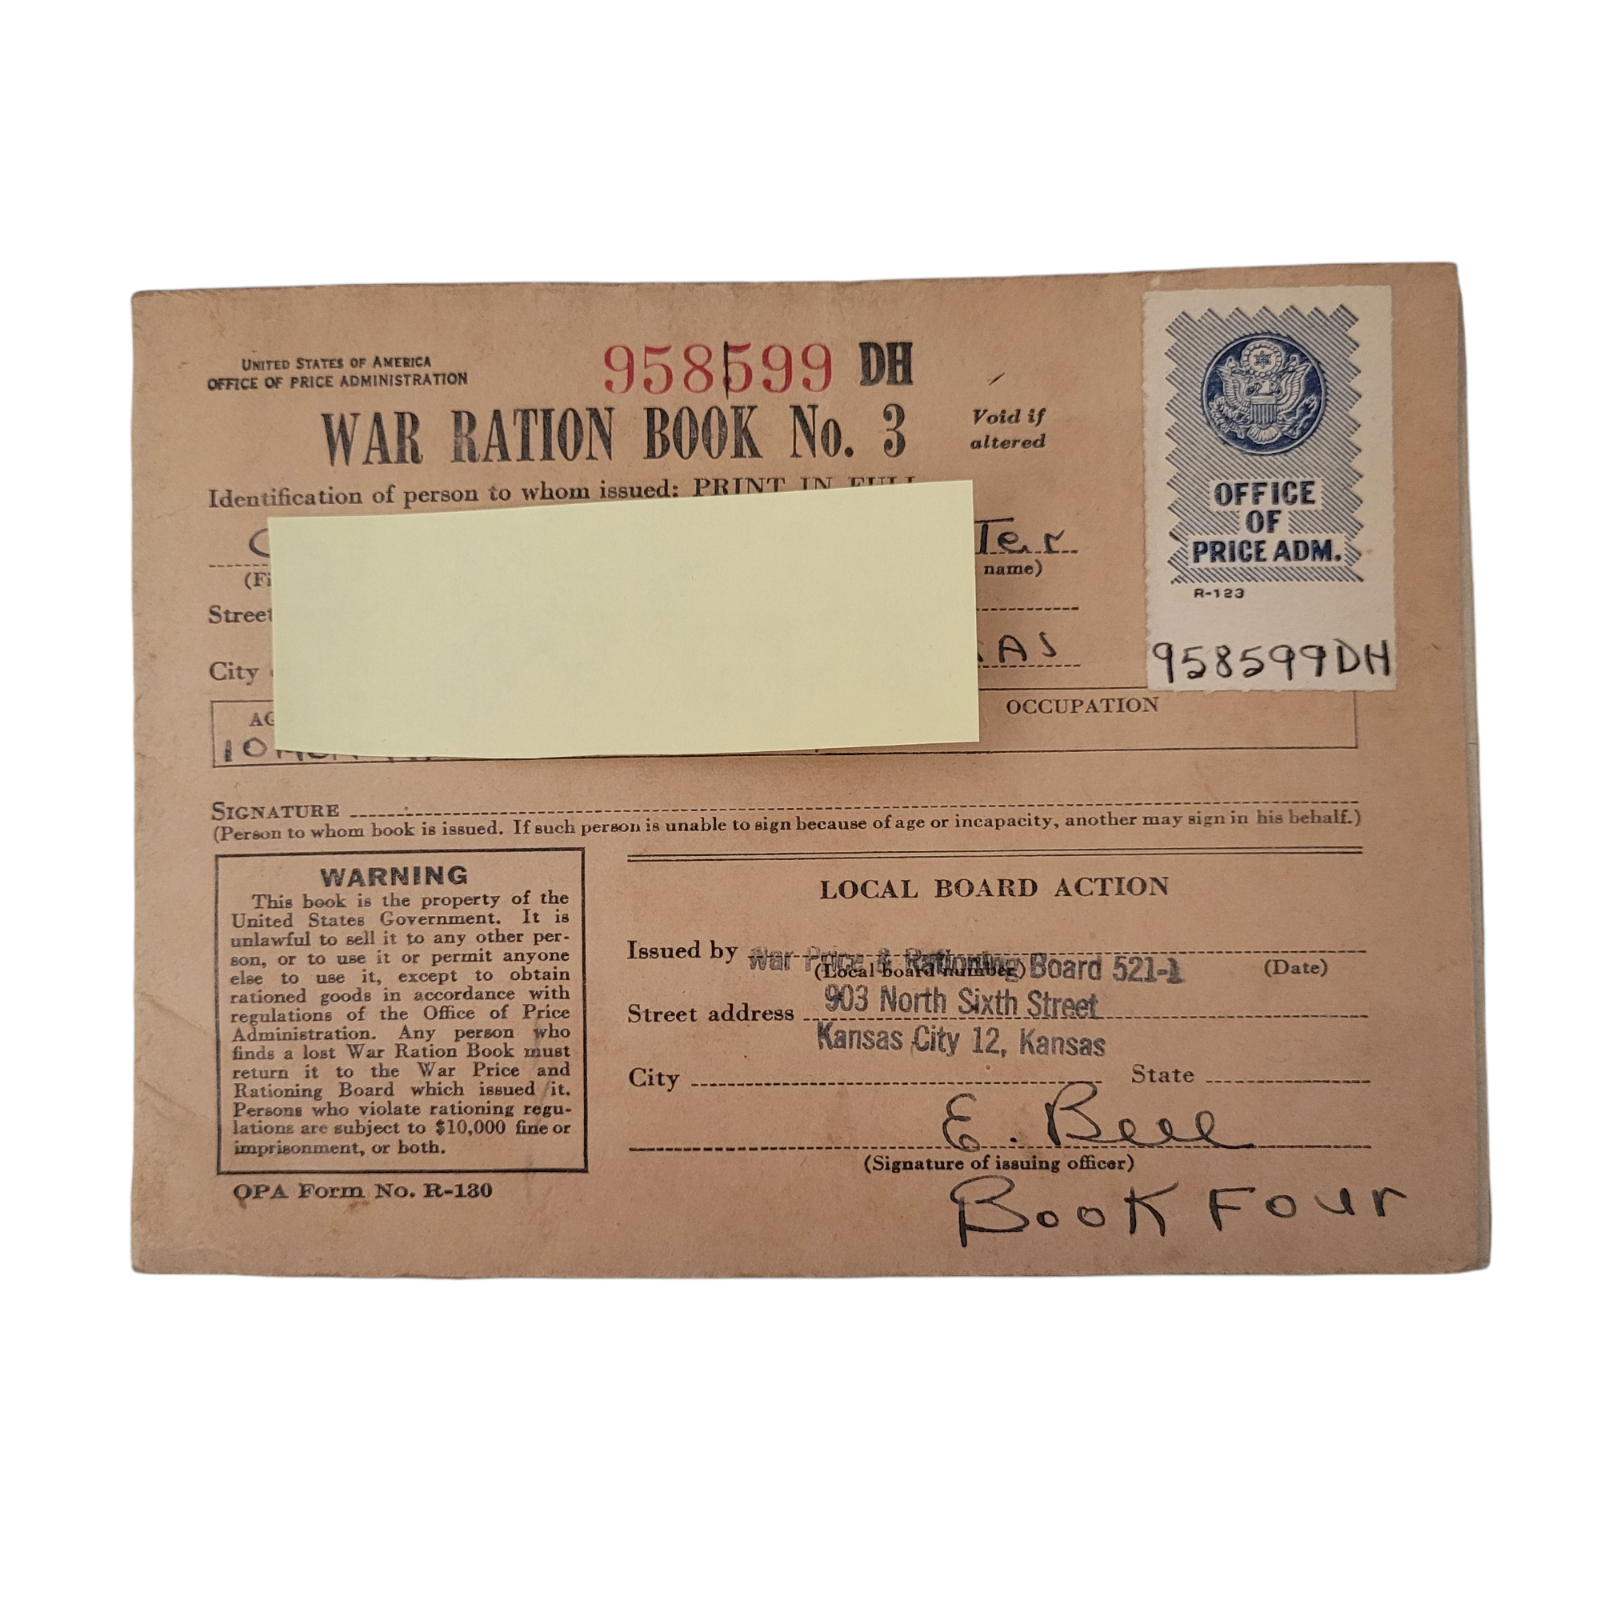 UNITED STATES OF AMERICA
OFFICE OF PRICE ADMINISTRATION
958599 DH
WAR RATION BOOK No. 3
Void if
altered
Identification of person to whom issued: PRINT IN FULL
name)
Street
City
OCCUPATION
SIGNATURE
(Person to whom book is issued. If such person is unable to sign because of age or incapacity, another may sign in his behalf.)
OFFICE
OF
PRICE ADM.
R-123
958599DH
WARNING
This book is the property of the
United States Government. It is
unlawful to sell it to any other per-
son, or to use it or permit anyone
else to use it, except to obtain
rationed goods in accordance with
regulations of the Office of Price
Administration. Any person who
finds a lost War Ration Book must
return it to the War Price and
Rationing Board which issued it.
Persons who violate rationing regu-
lations are subject to $10,000 fine or
imprisonment, or both.
OPA Form No. R-130
LOCAL BOARD ACTION
Issued by War Price & Rationing Board 521-1
(Local board number) (Date)
Street address 903 North Sixth Street
Kansas City 12, Kansas
City State
E. Bell
(Signature of issuing officer)
Book Four